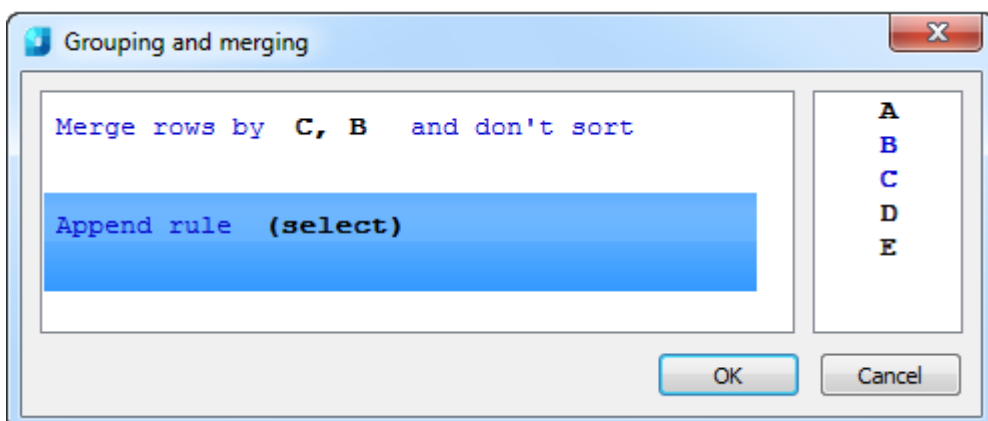 Grouping and merging
Merge rows by C, B and don't sort
Append rule (select)
A
B
C
D
E
OK
Cancel